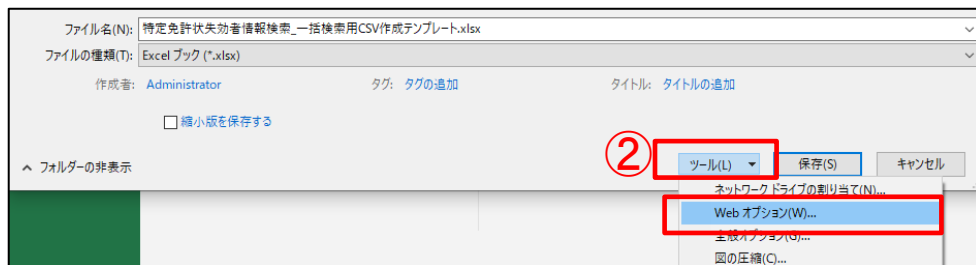 ファイル名(N): 特定免許状失効者情報検索_一括検索用CSV作成テンプレート.xlsx
ファイルの種類(T): Excel ブック (*.xlsx)
作成者: Administrator タグ: タグの追加 タイトル: タイトルの追加
縮小版を保存する
フォルダーの非表示 ② ツール(L) 保存(S) キャンセル
ネットワーク ドライブの割り当て(N)...
Web オプション(W)...
全般オプション(G)...
図の圧縮(C)...